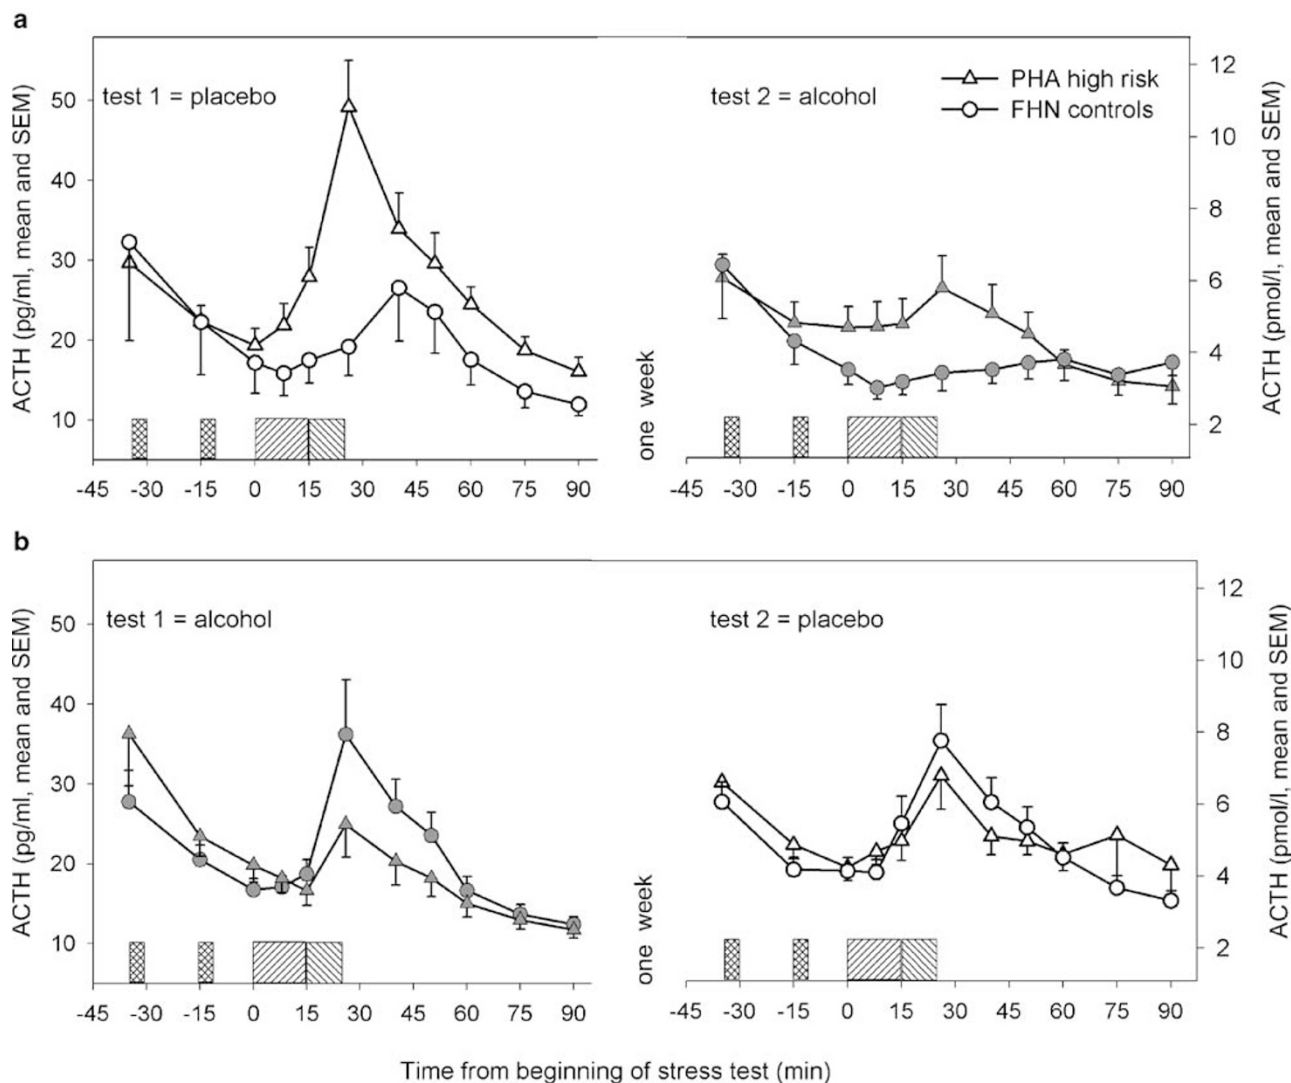 a
test 1 = placebo
test 2 = alcohol
PHA high risk
FHN controls
ACTH (pg/ml, mean and SEM)
50
40
30
20
10
12
10
8
6
4
2
ACTH (pmol/l, mean and SEM)
one week
-45 -30 -15 0 15 30 45 60 75 90
-45 -30 -15 0 15 30 45 60 75 90
b
test 1 = alcohol
test 2 = placebo
ACTH (pg/ml, mean and SEM)
50
40
30
20
10
12
10
8
6
4
2
ACTH (pmol/l, mean and SEM)
one week
-45 -30 -15 0 15 30 45 60 75 90
-45 -30 -15 0 15 30 45 60 75 90
Time from beginning of stress test (min)